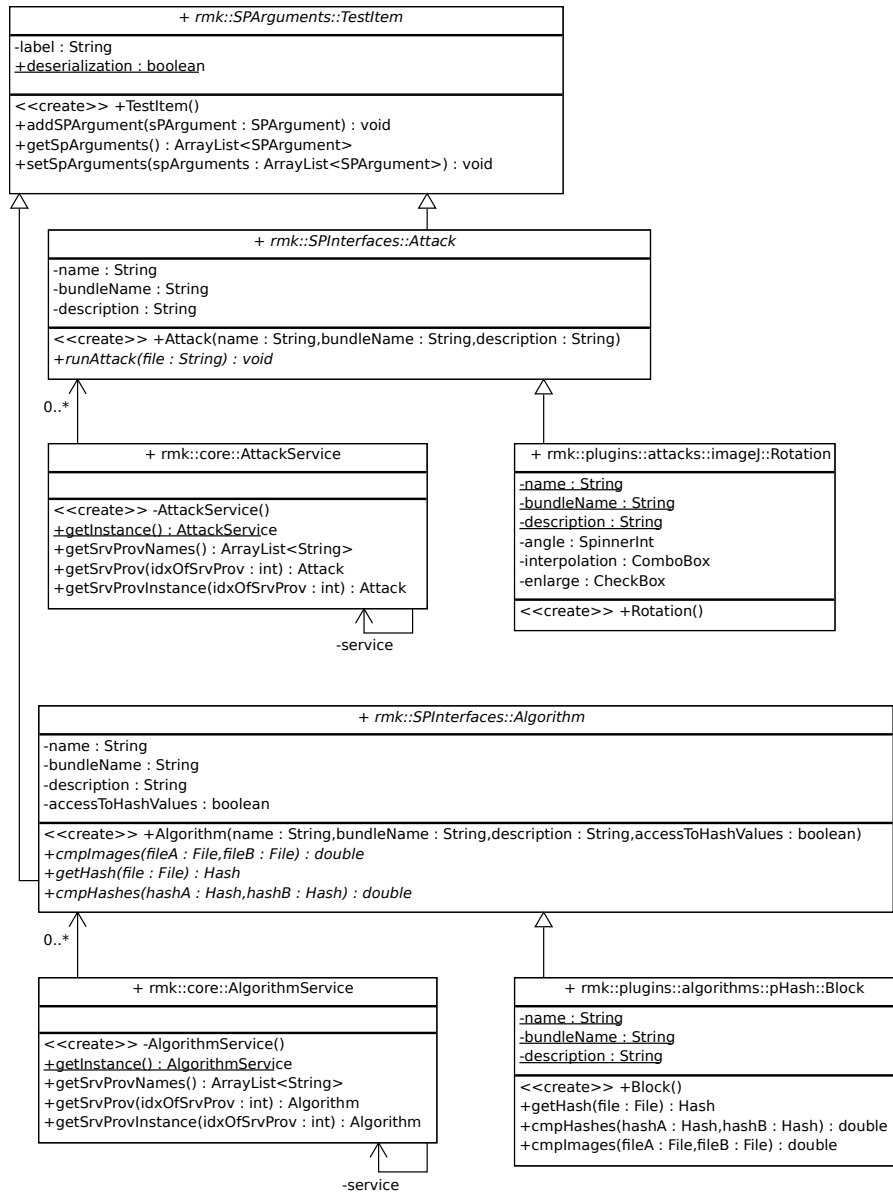 + rmk::SPArguments::TestItem
-label : String
+deserialization : boolean
<<create>> +TestItem()
+addSPArgument(sPArgument : SPArgument) : void
+getSpArguments() : ArrayList<SPArgument>
+setSpArguments(spArguments : ArrayList<SPArgument>) : void
+ rmk::SPInterfaces::Attack
-name : String
-bundleName : String
-description : String
<<create>> +Attack(name : String,bundleName : String,description : String)
+runAttack(file : String) : void
0..*
+ rmk::core::AttackService
<<create>> -AttackService()
+getInstance() : AttackService
+getSrvProvNames() : ArrayList<String>
+getSrvProv(idxOfSrvProv : int) : Attack
+getSrvProvInstance(idxOfSrvProv : int) : Attack
-service
+ rmk::plugins::attacks::imageJ::Rotation
-name : String
-bundleName : String
-description : String
-angle : SpinnerInt
-interpolation : ComboBox
-enlarge : CheckBox
<<create>> +Rotation()
+ rmk::SPInterfaces::Algorithm
-name : String
-bundleName : String
-description : String
-accessToHashValues : boolean
<<create>> +Algorithm(name : String,bundleName : String,description : String,accessToHashValues : boolean)
+cmpImages(fileA : File,fileB : File) : double
+getHash(file : File) : Hash
+cmpHashes(hashA : Hash,hashB : Hash) : double
0..*
+ rmk::core::AlgorithmService
<<create>> -AlgorithmService()
+getInstance() : AlgorithmService
+getSrvProvNames() : ArrayList<String>
+getSrvProv(idxOfSrvProv : int) : Algorithm
+getSrvProvInstance(idxOfSrvProv : int) : Algorithm
-service
+ rmk::plugins::algorithms::pHash::Block
-name : String
-bundleName : String
-description : String
<<create>> +Block()
+getHash(file : File) : Hash
+cmpHashes(hashA : Hash,hashB : Hash) : double
+cmpImages(fileA : File,fileB : File) : double